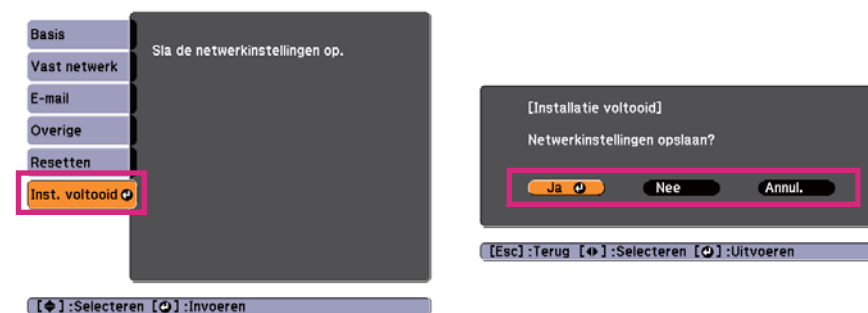 Basis
Vast netwerk
E-mail
Overige
Resetten
Inst. voltooid
Sla de netwerkinstellingen op.
[ ]:Selecteren [ ]:Invoeren
[Installatie voltooid]
Netwerkinstellingen opslaan?
Ja Nee Annul.
[Esc]:Terug [ ]:Selecteren [ ]:Uitvoeren